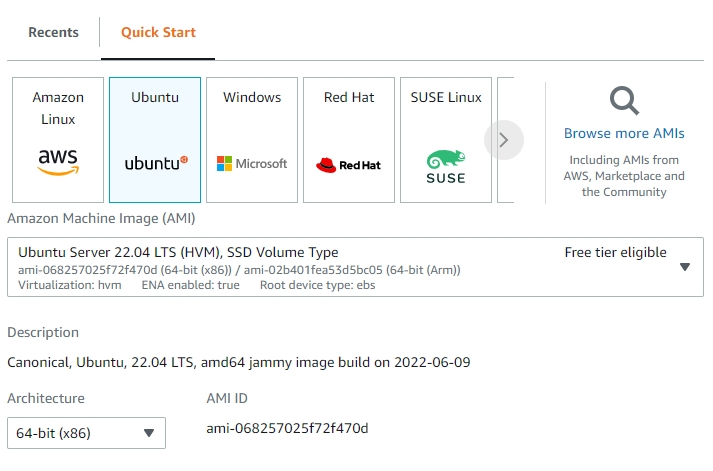 Recents
Quick Start
Amazon
Linux
aws
Ubuntu
ubuntu
Windows
Microsoft
Red Hat
Red Hat
SUSE Linux
SUSE
Browse more AMIs
Including AMIs from
AWS, Marketplace and
the Community
Amazon Machine Image (AMI)
Ubuntu Server 22.04 LTS (HVM), SSD Volume Type
Free tier eligible
ami-068257025f72f470d (64-bit (x86)) / ami-02b401fea53d5bc05 (64-bit (Arm))
Virtualization: hvm ENA enabled: true Root device type: ebs
Description
Canonical, Ubuntu, 22.04 LTS, amd64 jammy image build on 2022-06-09
Architecture
AMI ID
64-bit (x86)
ami-068257025f72f470d